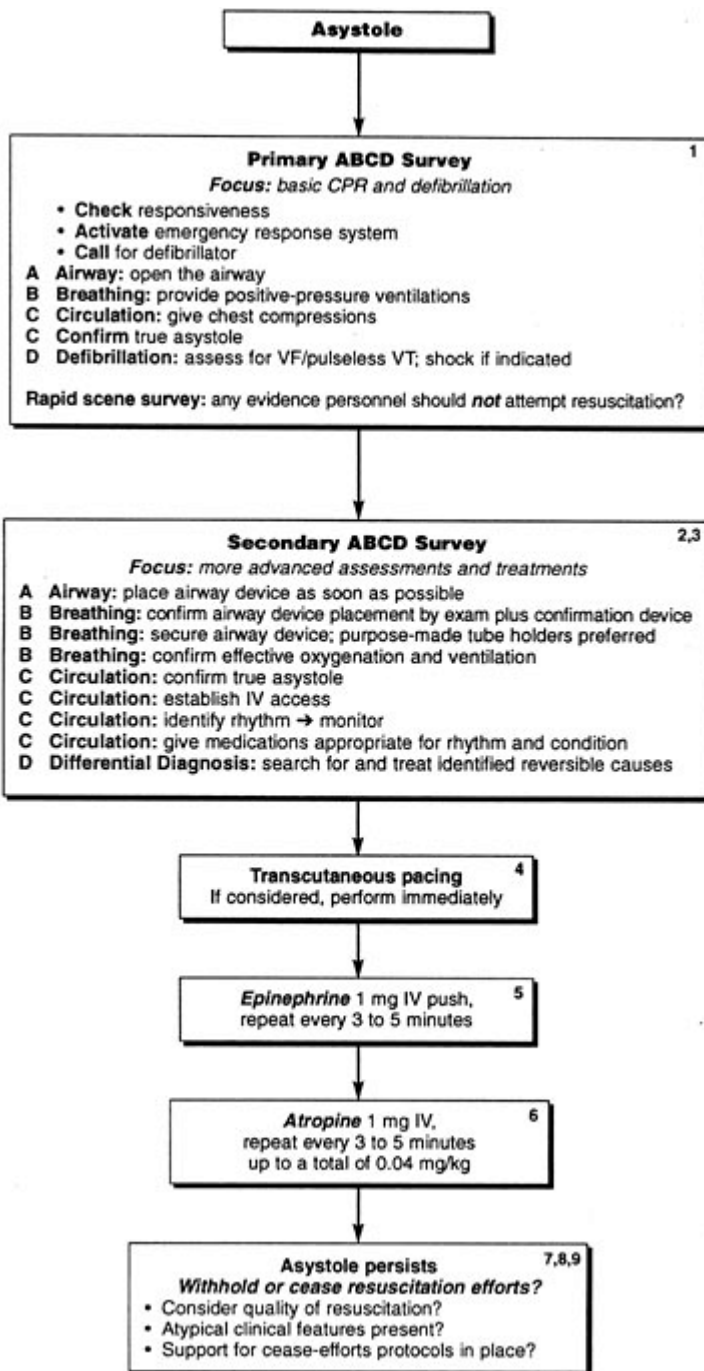 Asystole
1
Primary ABCD Survey
Focus: basic CPR and defibrillation
• Check responsiveness
• Activate emergency response system
• Call for defibrillator
A Airway: open the airway
B Breathing: provide positive-pressure ventilations
C Circulation: give chest compressions
C Confirm true asystole
D Defibrillation: assess for VF/pulseless VT; shock if indicated
Rapid scene survey: any evidence personnel should not attempt resuscitation?
2,3
Secondary ABCD Survey
Focus: more advanced assessments and treatments
A Airway: place airway device as soon as possible
B Breathing: confirm airway device placement by exam plus confirmation device
B Breathing: secure airway device; purpose-made tube holders preferred
B Breathing: confirm effective oxygenation and ventilation
C Circulation: confirm true asystole
C Circulation: establish IV access
C Circulation: identify rhythm → monitor
C Circulation: give medications appropriate for rhythm and condition
D Differential Diagnosis: search for and treat identified reversible causes
4
Transcutaneous pacing
If considered, perform immediately
5
Epinephrine 1 mg IV push,
repeat every 3 to 5 minutes
6
Atropine 1 mg IV,
repeat every 3 to 5 minutes
up to a total of 0.04 mg/kg
7,8,9
Asystole persists
Withhold or cease resuscitation efforts?
• Consider quality of resuscitation?
• Atypical clinical features present?
• Support for cease-efforts protocols in place?